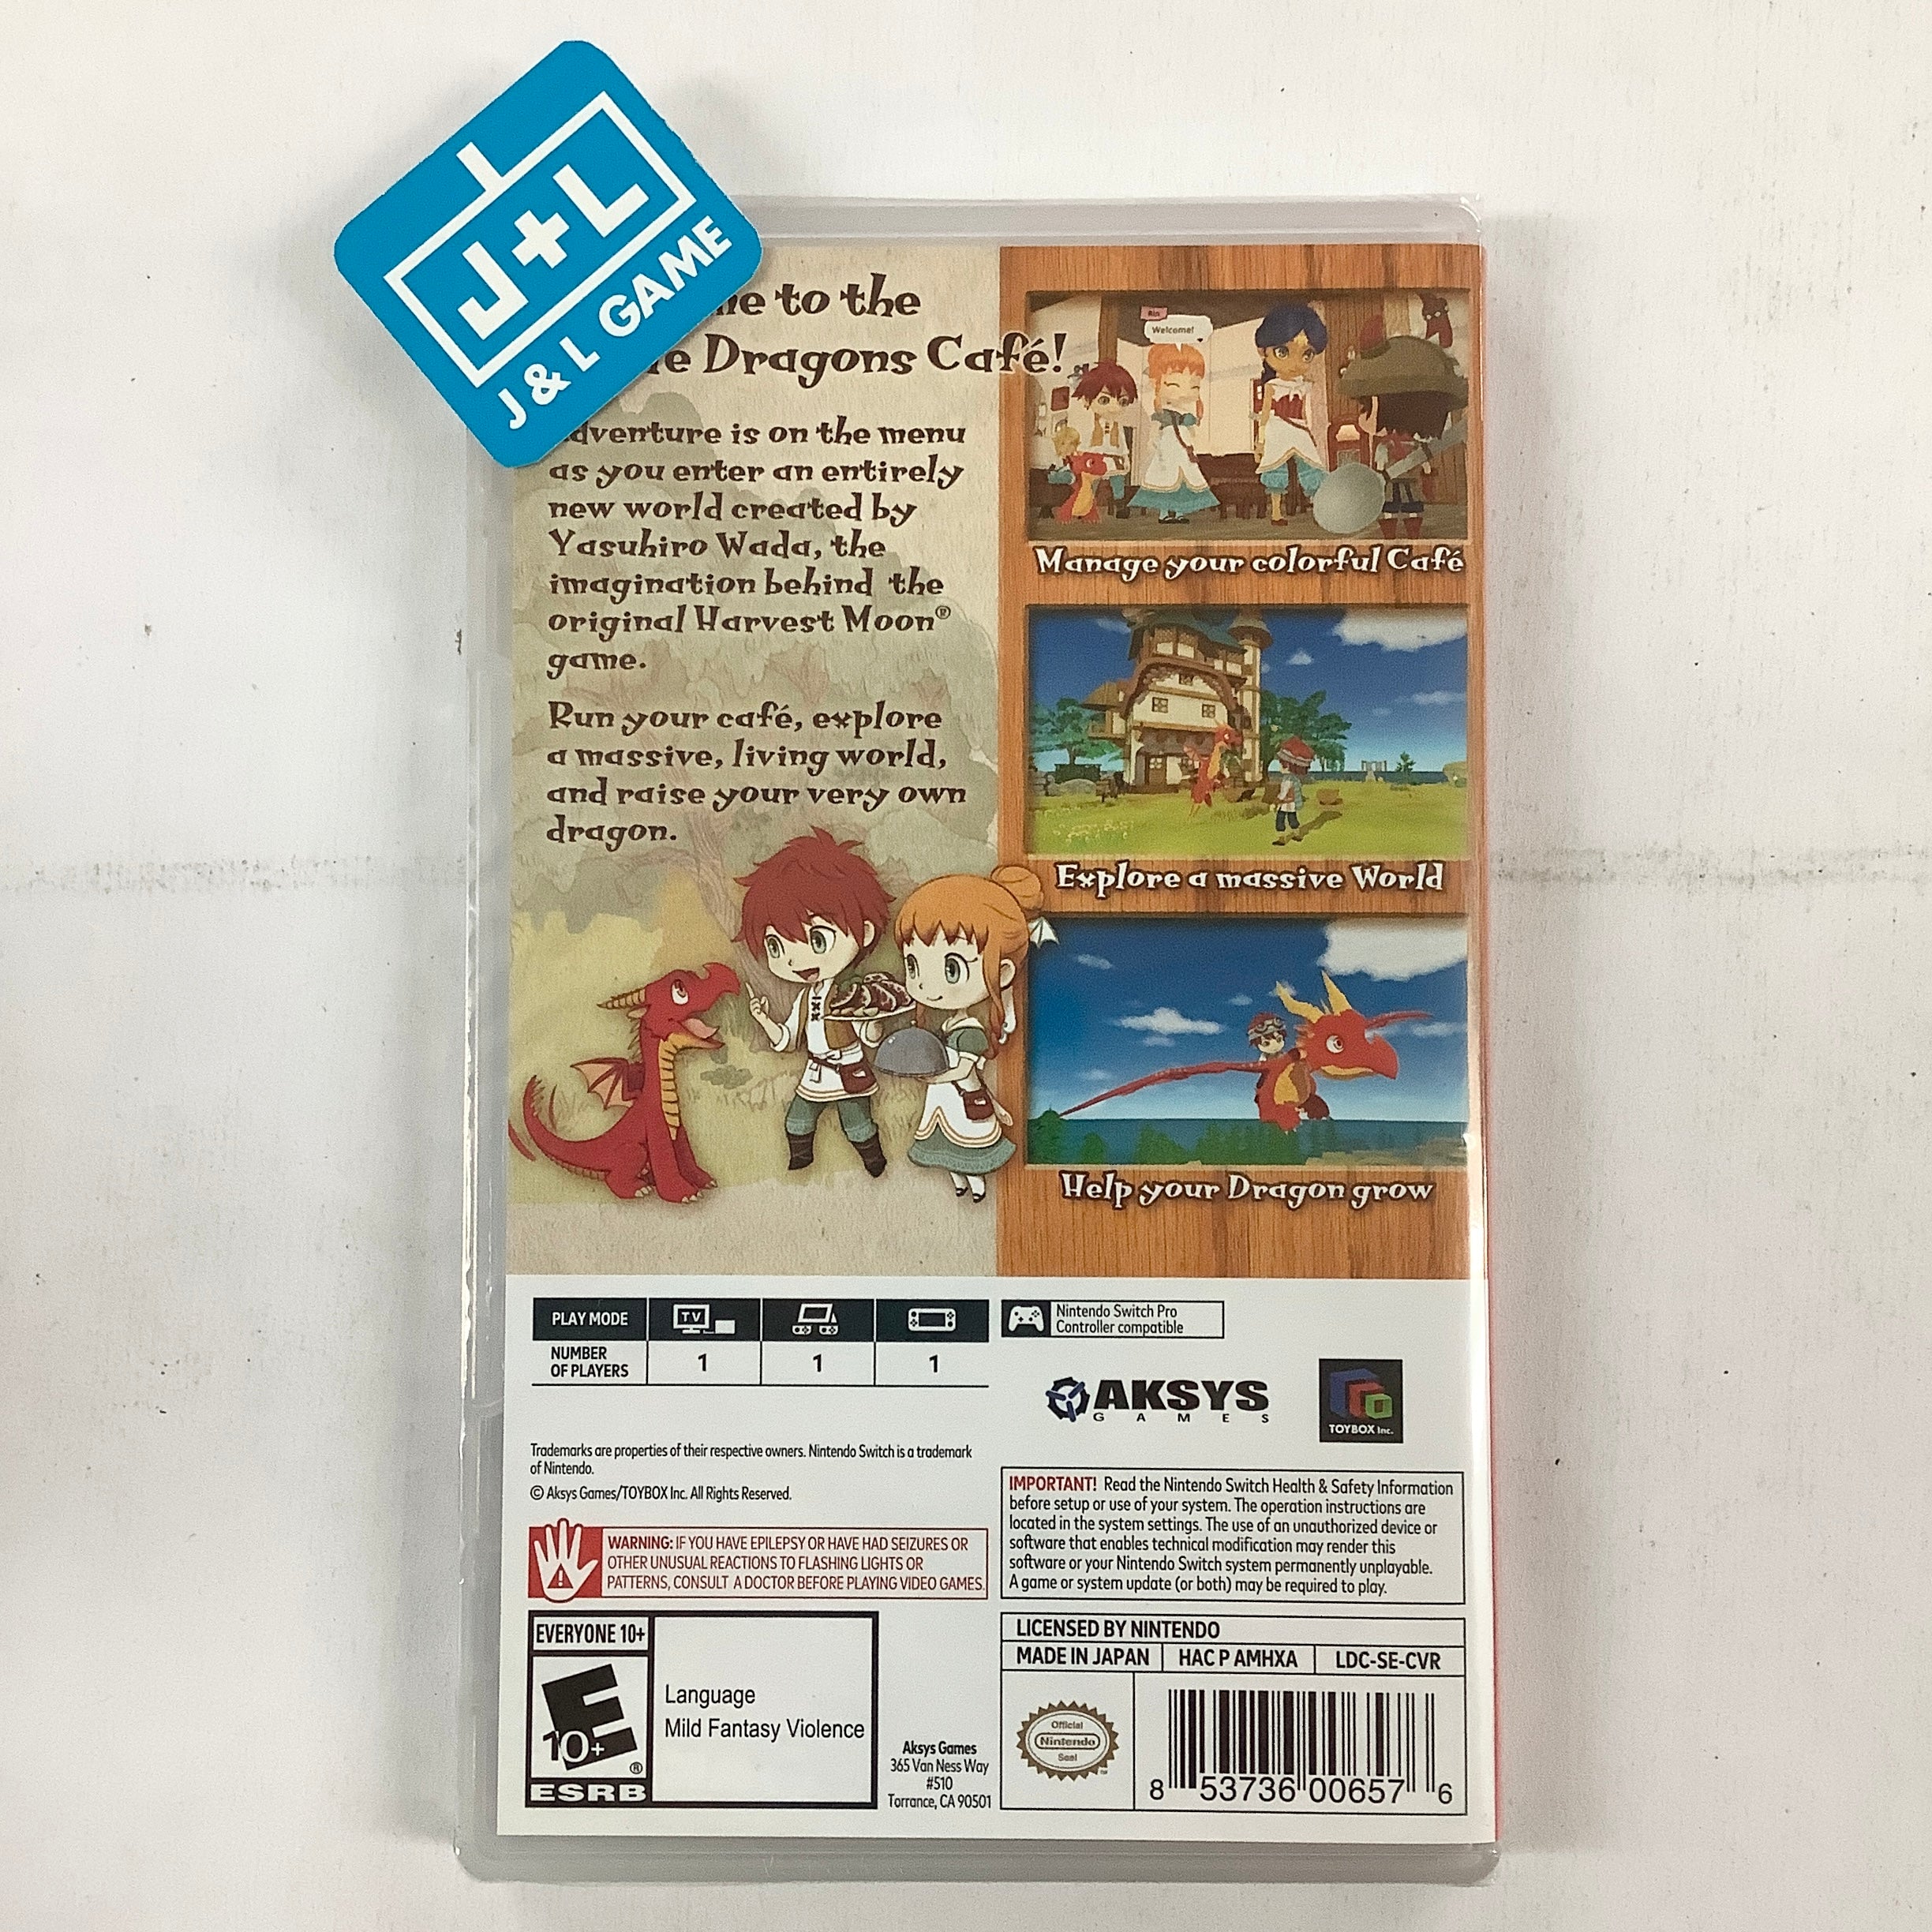 J+L
J & L GAME
to the
Dragons Café!
Adventure is on the menu
as you enter an entirely
new world created by
Yasuhiro Wada, the
imagination behind the
original Harvest Moon®
game.
Run your café, explore
a massive, living world,
and raise your very own
dragon.
Rin
Welcome!
Manage your colorful Café
Explore a massive World
Help your Dragon grow
PLAY MODE TV
NUMBER
OF PLAYERS 1 1 1
Nintendo Switch Pro
Controller compatible
AKSYS
GAMES
TOYBOX Inc.
Trademarks are properties of their respective owners. Nintendo Switch is a trademark
of Nintendo.
© Aksys Games/TOYBOX Inc. All Rights Reserved.
WARNING: IF YOU HAVE EPILEPSY OR HAVE HAD SEIZURES OR
OTHER UNUSUAL REACTIONS TO FLASHING LIGHTS OR
PATTERNS, CONSULT A DOCTOR BEFORE PLAYING VIDEO GAMES.
IMPORTANT! Read the Nintendo Switch Health & Safety Information
before setup or use of your system. The operation instructions are
located in the system settings. The use of an unauthorized device or
software that enables technical modification may render this
software or your Nintendo Switch system permanently unplayable.
A game or system update (or both) may be required to play.
EVERYONE 10+
E
10+
®
ESRB
Language
Mild Fantasy Violence
Aksys Games
365 Van Ness Way
#510
Torrance, CA 90501
LICENSED BY NINTENDO
MADE IN JAPAN HAC P AMHXA LDC-SE-CVR
Official
Nintendo
Seal
8 53736 00657 6